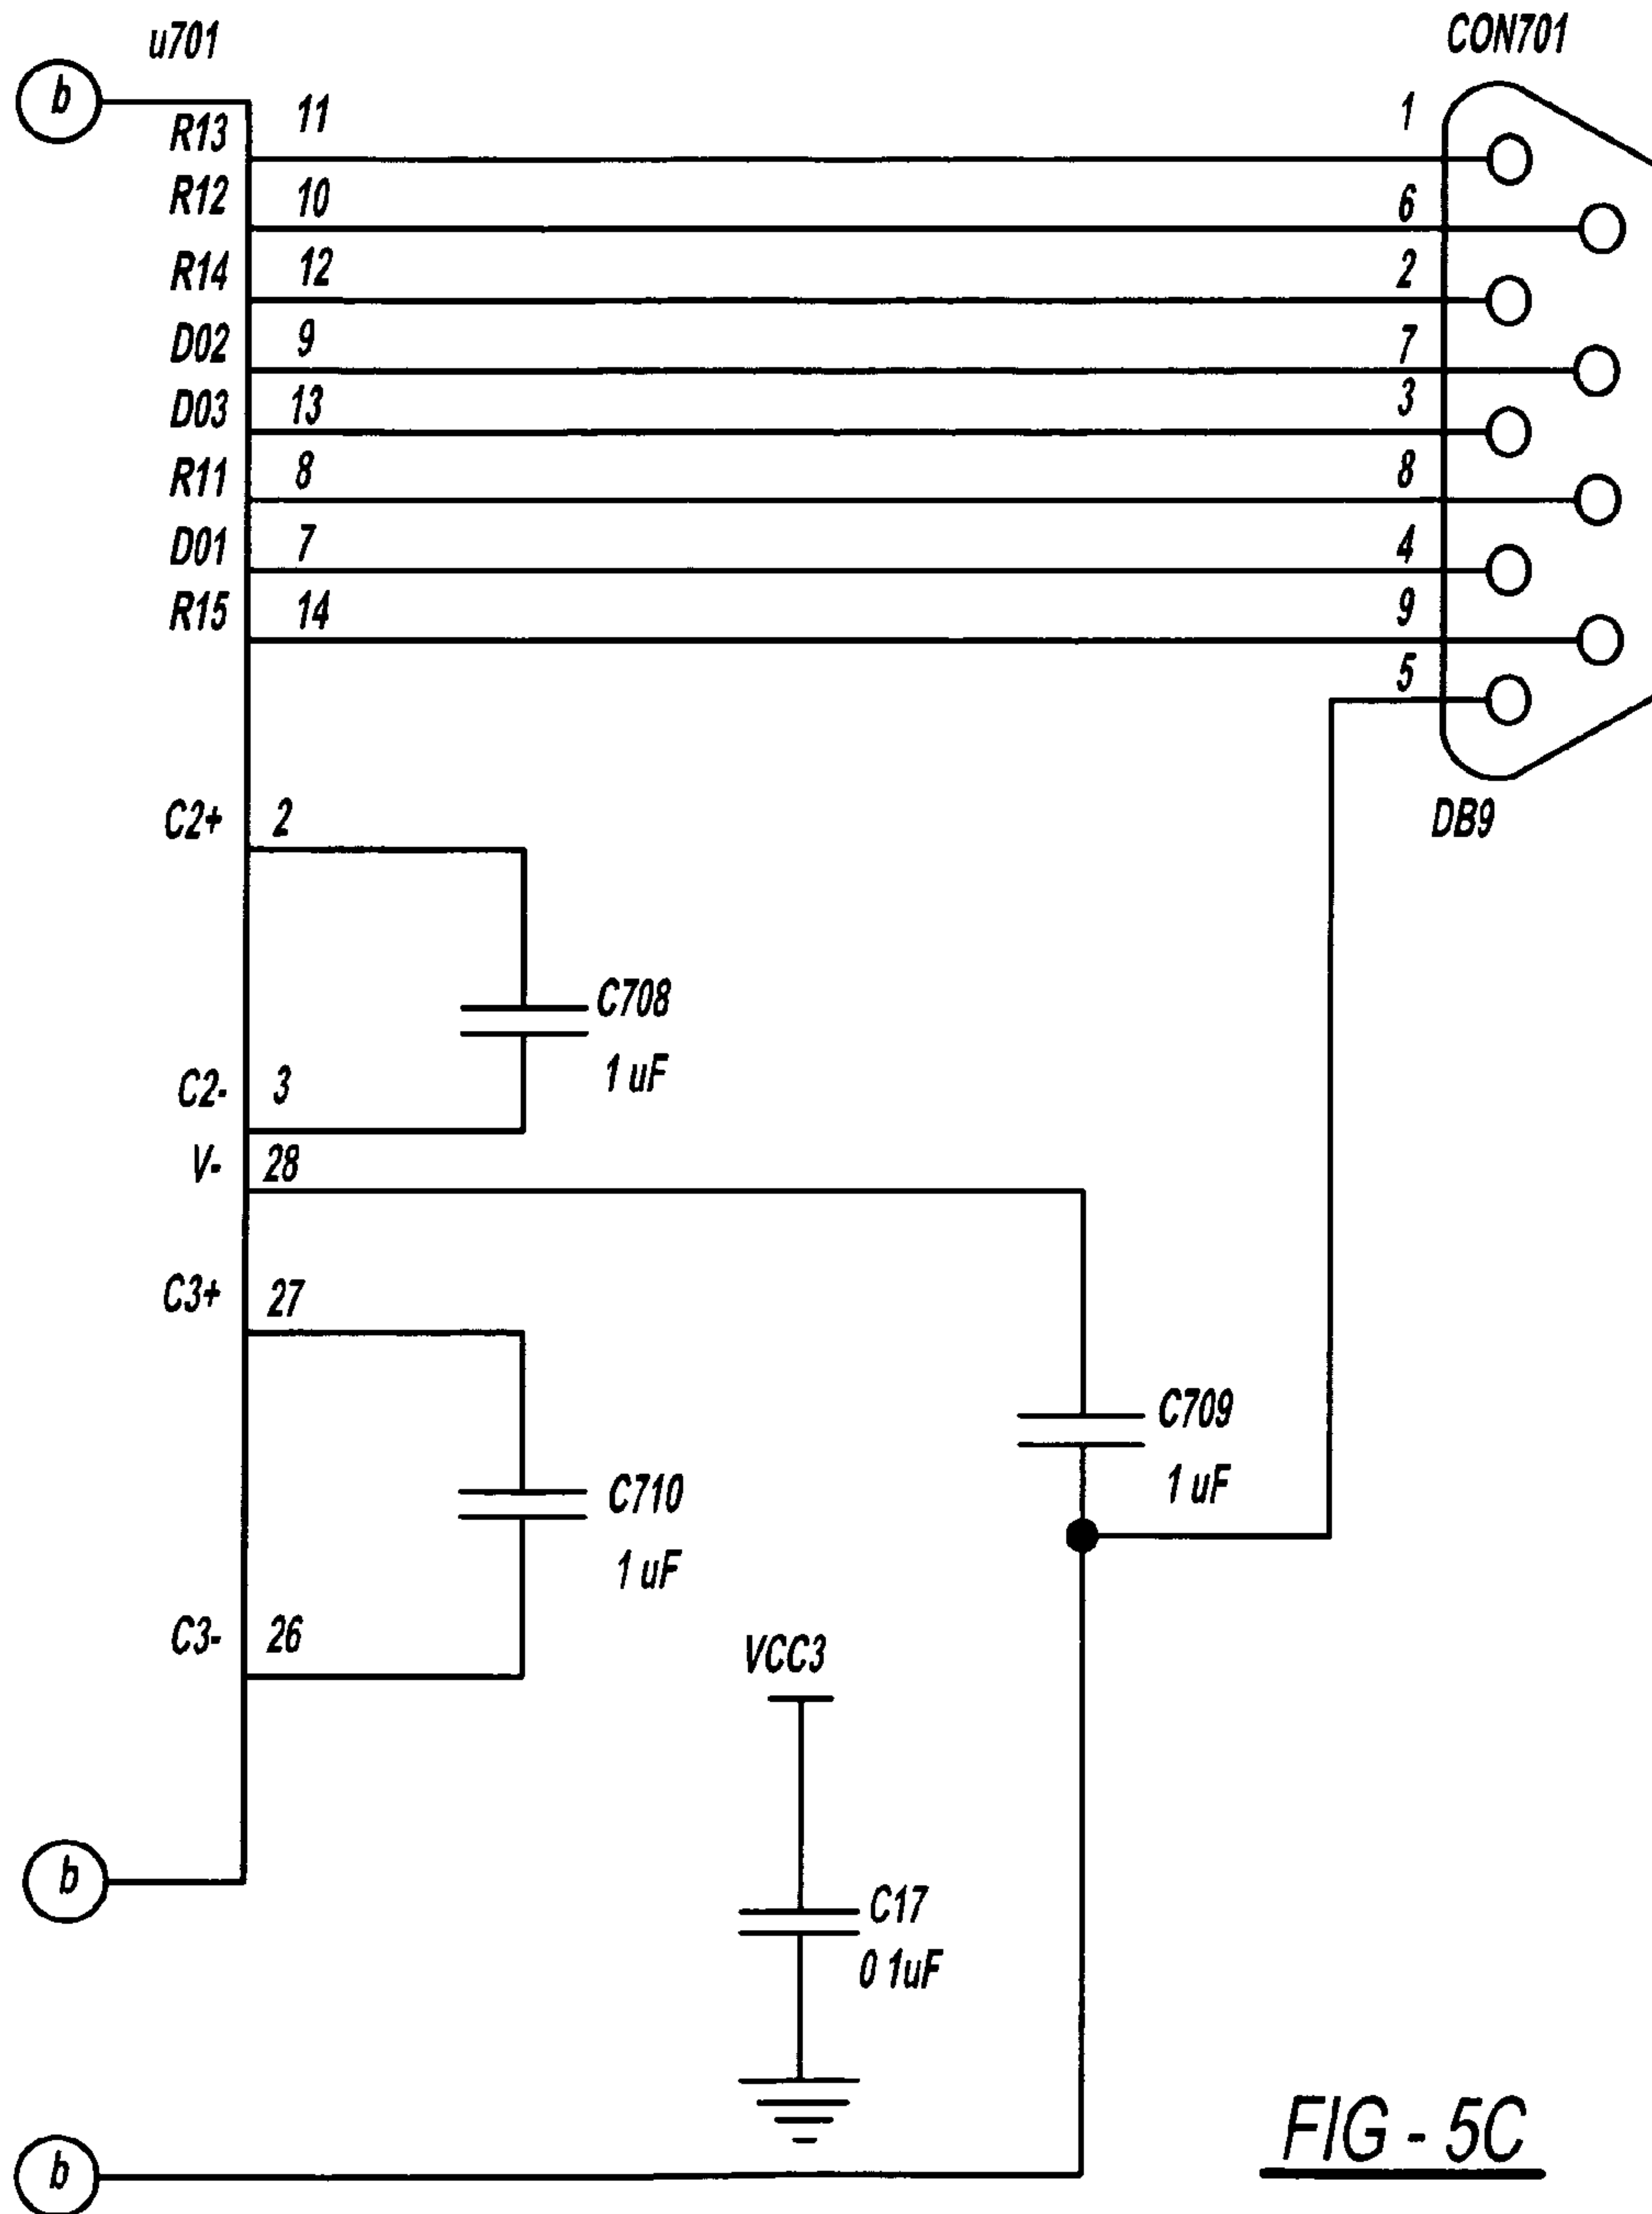 u701
CON701
b
R13 11 1
R12 10 6
R14 12 2
D02 9 7
D03 13 3
R11 8 8
D01 7 4
R15 14 9
5
DB9
C2+ 2
C708
1 uF
C2- 3
V- 28
C3+ 27
C709
1 uF
C710
1 uF
C3- 26
VCC3
b
C17
0 1uF
b
FIG - 5C